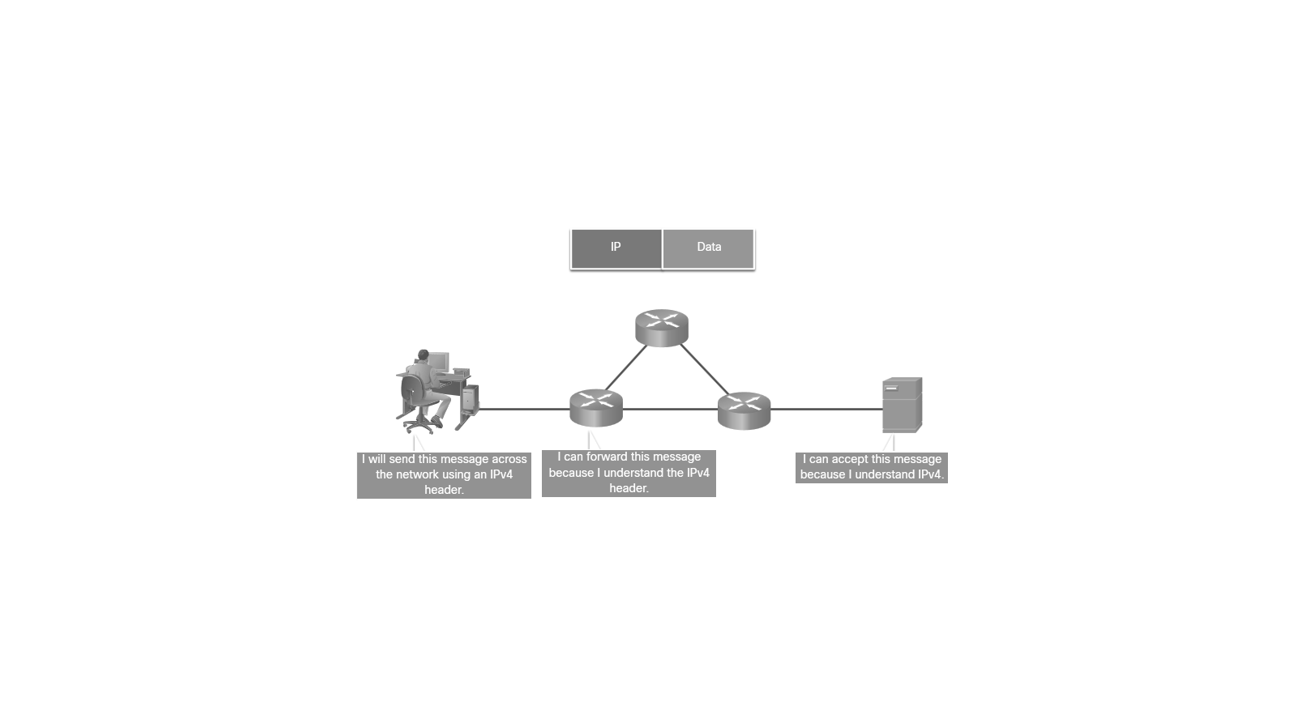 IP
Data
I will send this message across
the network using an IPv4
header.
I can forward this message
because I understand the IPv4
header.
I can accept this message
because I understand IPv4.